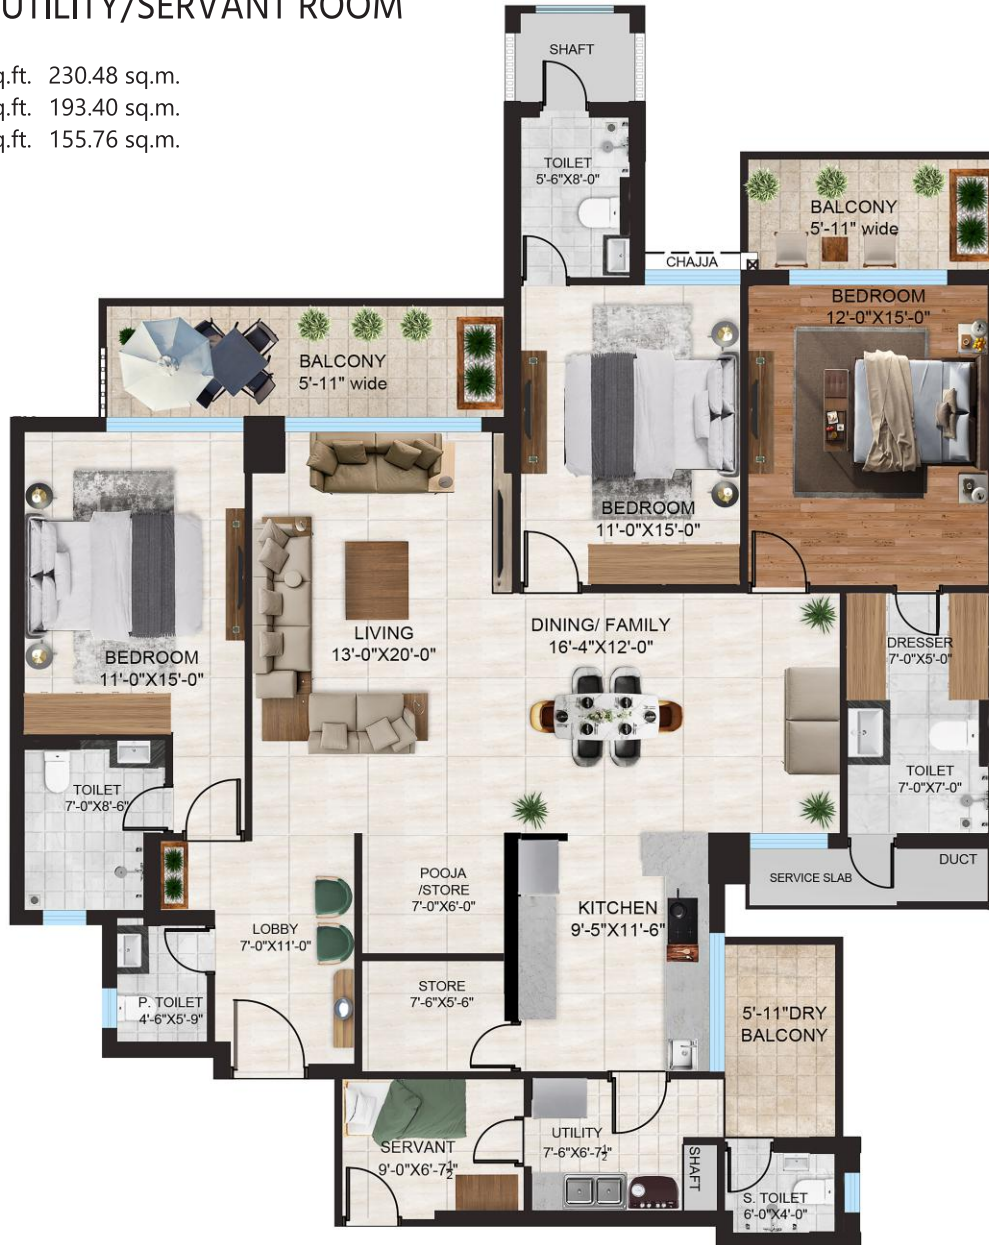 UTILITY/SERVANT ROOM
q.ft. 230.48 sq.m.
q.ft. 193.40 sq.m.
q.ft. 155.76 sq.m.
SHAFT
TOILET
5'-6"X8'-0"
BALCONY
5'-11" wide
CHAJJA
BEDROOM
12'-0"X15'-0"
BALCONY
5'-11" wide
BEDROOM
11'-0"X15'-0"
LIVING
13'-0"X20'-0"
DINING/ FAMILY
16'-4"X12'-0"
BEDROOM
11'-0"X15'-0"
DRESSER
7'-0"X5'-0"
TOILET
7'-0"X8'-6"
TOILET
7'-0"X7'-0"
POOJA
/STORE
7'-0"X6'-0"
SERVICE SLAB
DUCT
LOBBY
7'-0"X11'-0"
KITCHEN
9'-5"X11'-6"
P. TOILET
4'-6"X5'-9"
STORE
7'-6"X5'-6"
5'-11"DRY
BALCONY
SERVANT
9'-0"X6'-7½"
UTILITY
7'-6"X6'-7½"
SHAFT
S. TOILET
6'-0"X4'-0"